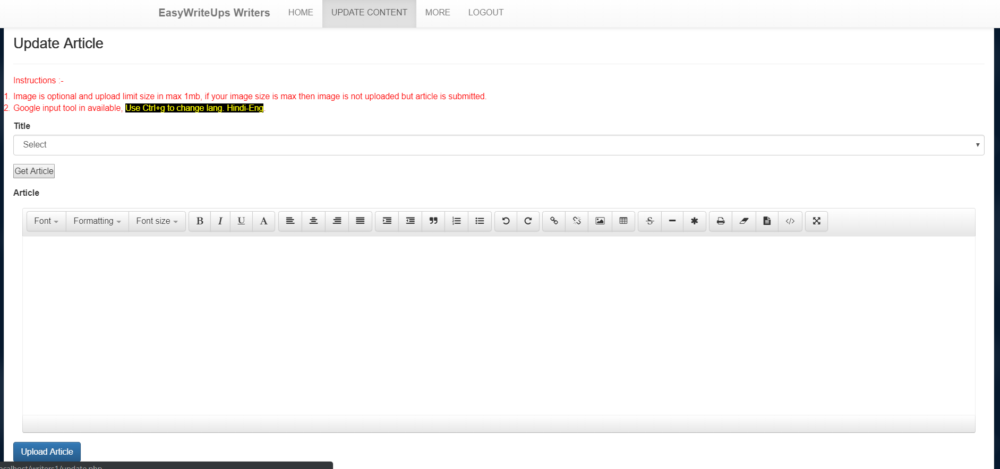 EasyWriteUps Writers HOME UPDATE CONTENT MORE LOGOUT
Update Article
Instructions :-
1. Image is optional and upload limit size in max 1mb, if your image size is max then image is not uploaded but article is submitted.
2. Google input tool in available, Use Ctrl+g to change lang. Hindi-Eng.
Title
Select
Get Article
Article
Font Formatting Font size B I U A S
Upload Article
localhost/writers1/update.php